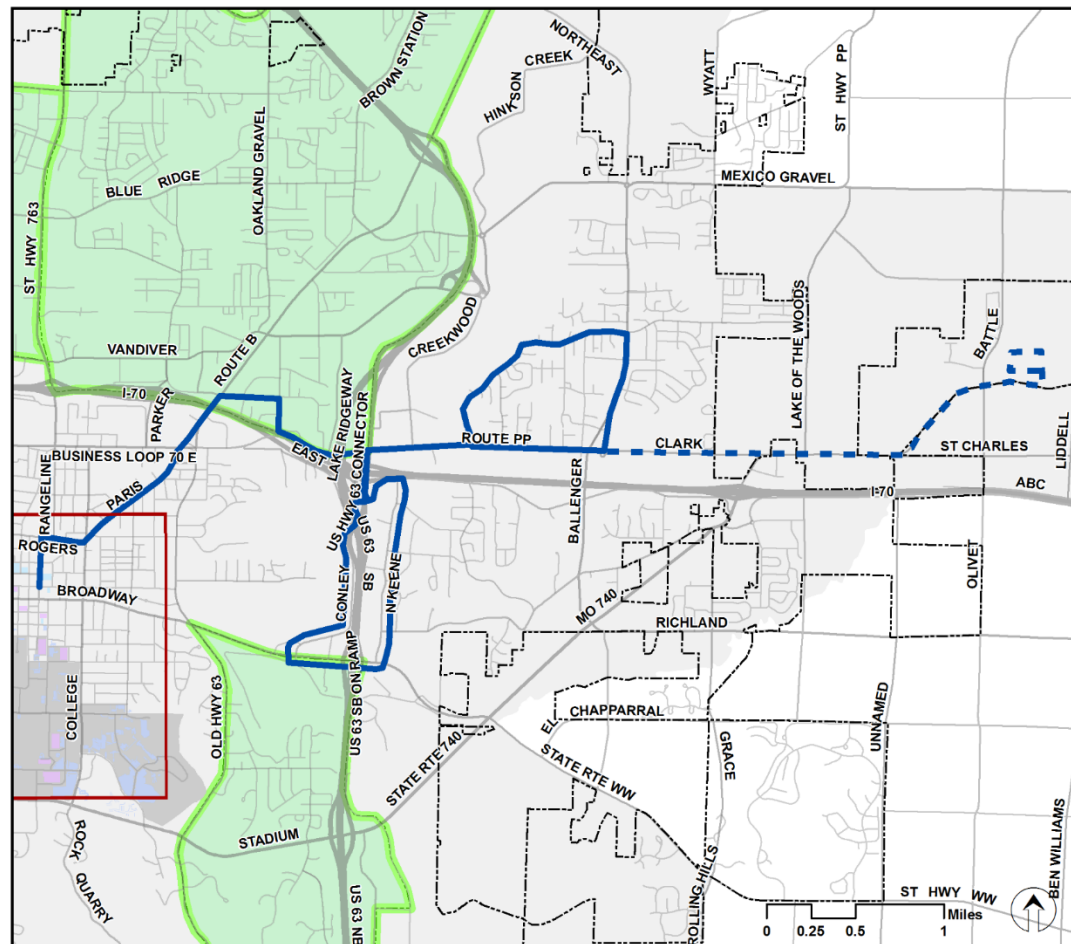 NORTHEAST
HINKSON CREEK
BROWN STATION
WYATT
ST HWY PP
OAKLAND GRAVEL
BLUE RIDGE
MEXICO GRAVEL
ST HWY 763
LAKE OF THE WOODS
CREEKWOOD
ROUTE B
VANDIVER
BATTLE
I-70
PARKER
LAKE RIDGEWAY
US HWY 63 CONNECTOR
EAST
ROUTE PP
CLARK
ST CHARLES
LIDDELL
BUSINESS LOOP 70 E
RANGELINE
PARIS
BALLENGER
I-70
ABC
ROGERS
US 63 SB
N KEENE
CONLEY
BROADWAY
OLIVET
MO 740
RICHLAND
COLLEGE
OLD HWY 63
US 63 SB ON RAMP
EL CHAPPARRAL
UNNAMED
GRACE
STATE RTE 740
STATE RTE WW
STADIUM
ROCK QUARRY
US 63 NB
ROLLING HILLS
BEN WILLIAMS
ST HWY WW
Miles
0 0.25 0.5 1